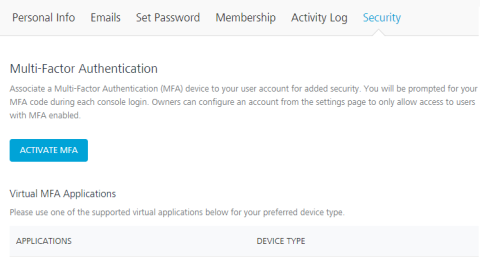 Personal Info Emails Set Password Membership Activity Log Security
Multi-Factor Authentication
Associate a Multi-Factor Authentication (MFA) device to your user account for added security. You will be prompted for your
MFA code during each console login. Owners can configure an account from the settings page to only allow access to users
with MFA enabled.
ACTIVATE MFA
Virtual MFA Applications
Please use one of the supported virtual applications below for your preferred device type.
APPLICATIONS DEVICE TYPE